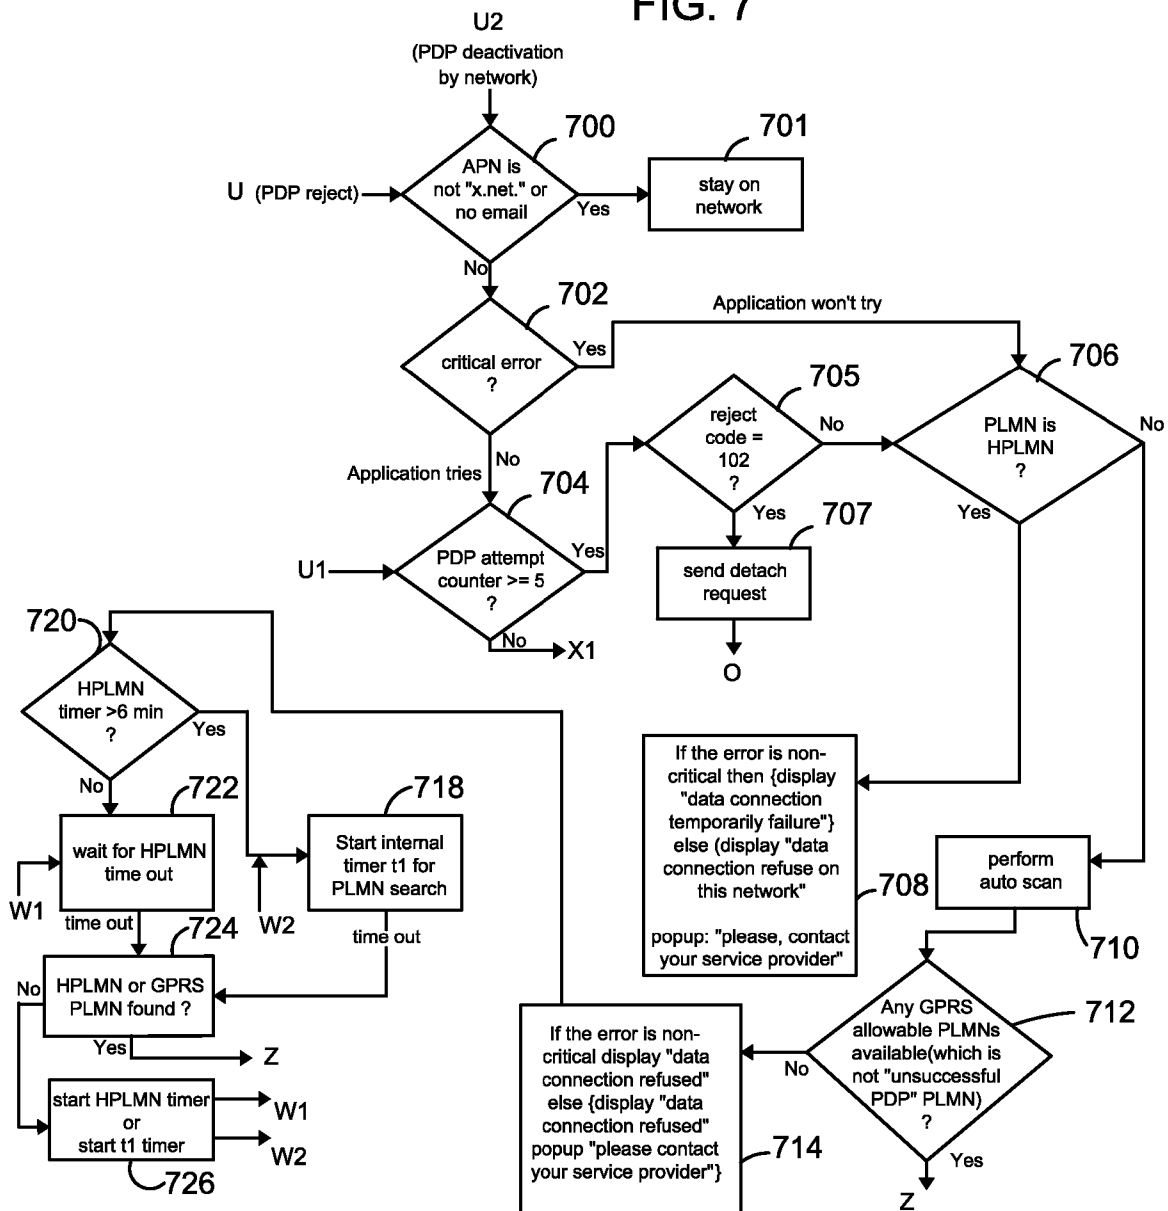 FIG. 7
U2
(PDP deactivation
by network)
700
701
APN is
not "x.net." or
no email
U (PDP reject)
Yes
stay on
network
No
702
Application won't try
critical error
?
Yes
706
705
reject
code =
102
?
No
PLMN is
HPLMN
?
No
No
Application tries
704
Yes
Yes
707
U1
PDP attempt
counter >= 5
?
Yes
send detach
request
No
X1
O
720
HPLMN
timer >6 min
?
Yes
No
722
718
If the error is non-
critical then {display
"data connection
temporarily failure"}
else (display "data
connection refuse on
this network"
popup: "please, contact
your service provider"
708
wait for HPLMN
time out
Start internal
timer t1 for
PLMN search
perform
auto scan
710
W1
time out
W2
time out
724
No
HPLMN or GPRS
PLMN found ?
Yes
Z
Any GPRS
allowable PLMNs
available(which is
not "unsuccessful
PDP" PLMN)
?
712
No
If the error is non-
critical display "data
connection refused"
else {display "data
connection refused"
popup "please contact
your service provider"}
714
start HPLMN timer
or
start t1 timer
W1
W2
726
Yes
Z